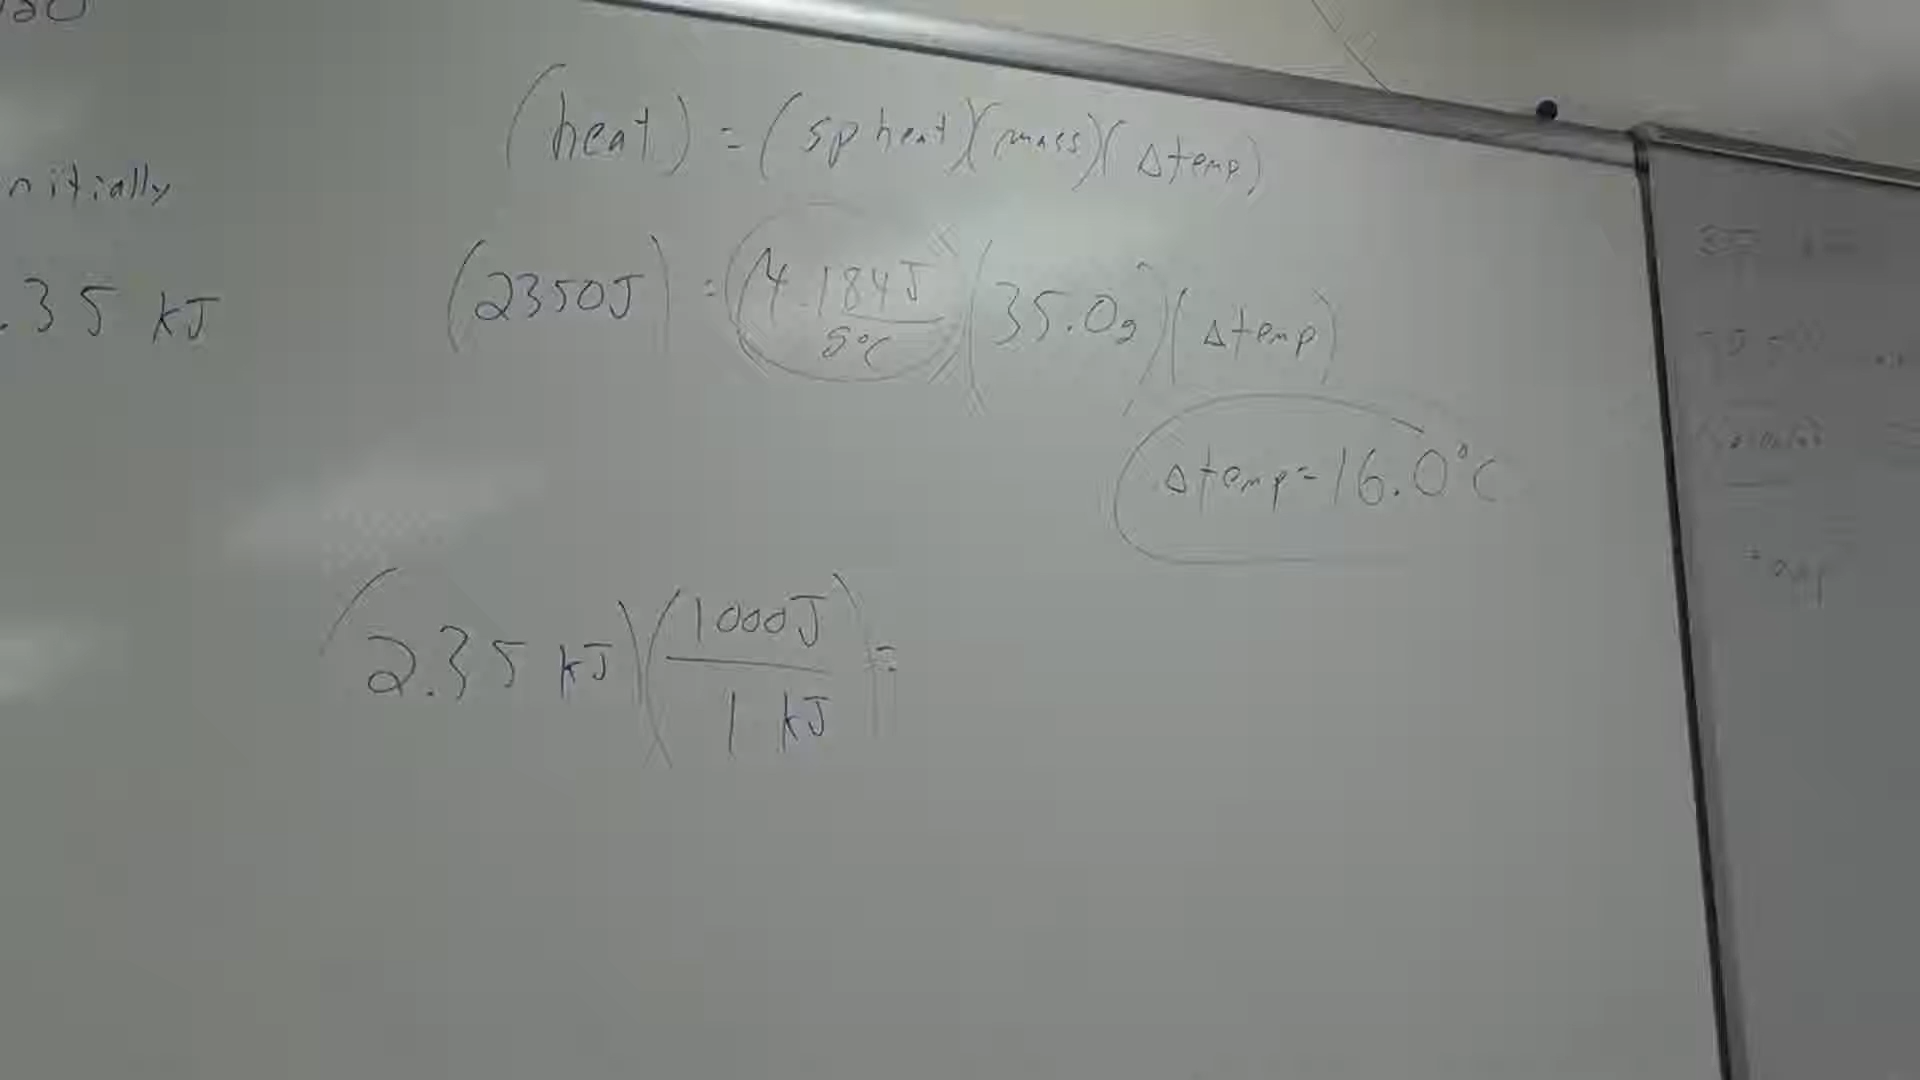 nitially
.35 kJ
(heat) = (sp heat)(mass)(Δtemp)
(2350J) = (4.184J / g°C)(35.0g)(Δtemp)
Δtemp = 16.0°C
(2.35 kJ)(1000J / 1 kJ) =